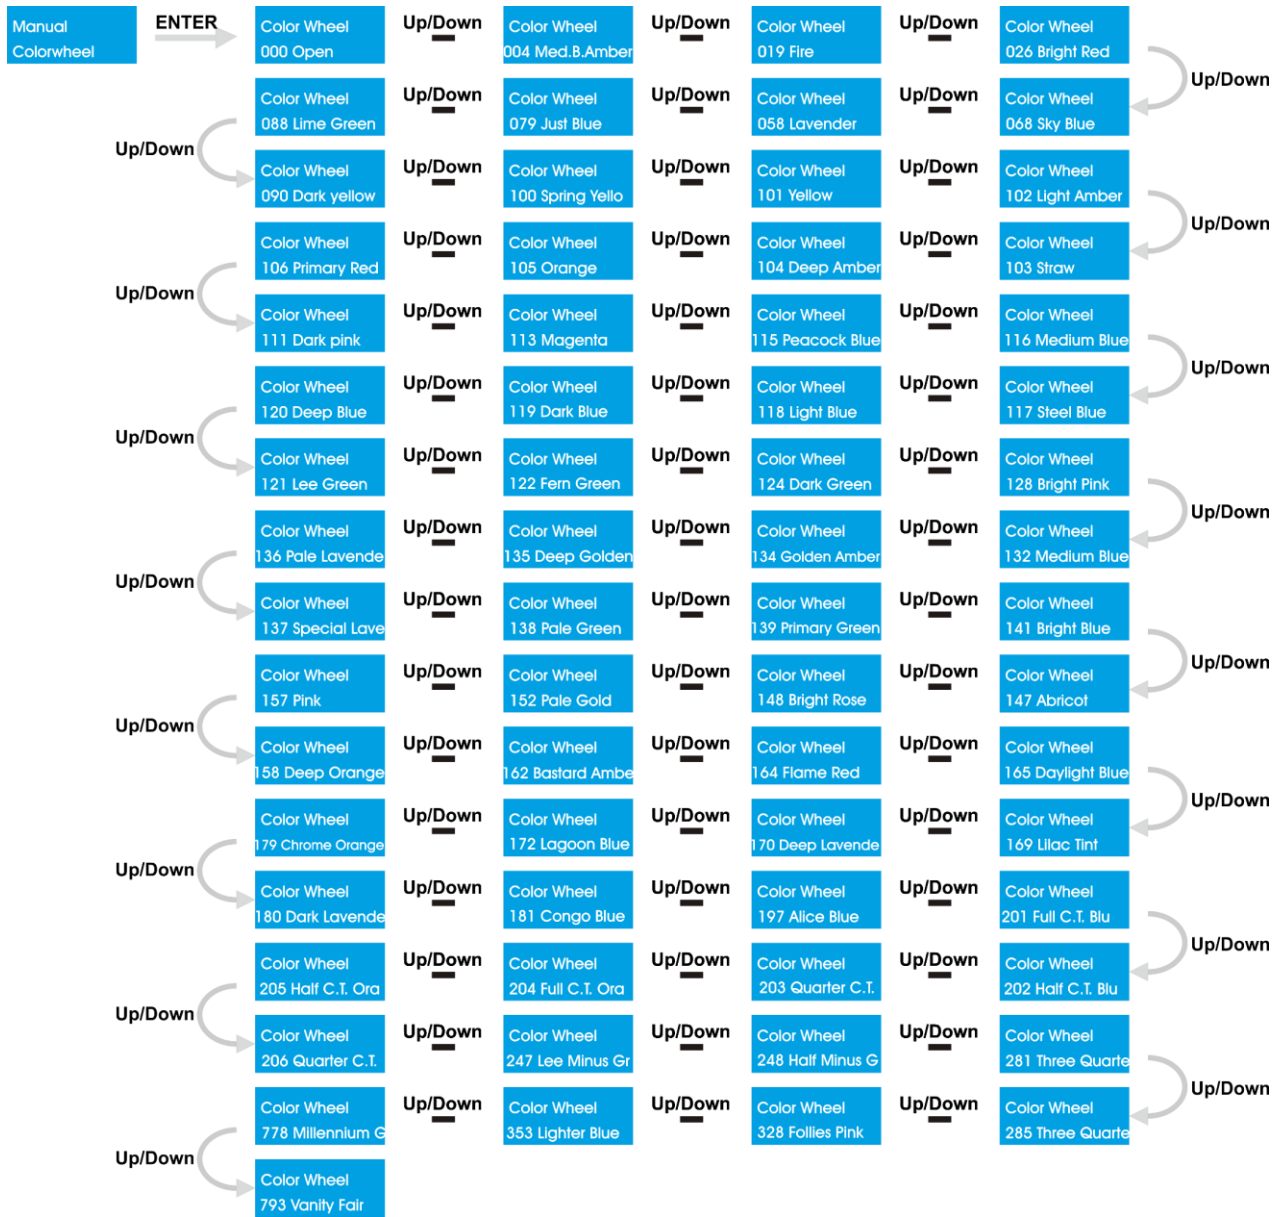 Manual
Colorwheel
ENTER
Color Wheel
000 Open
Up/Down
Color Wheel
004 Med.B.Amber
Up/Down
Color Wheel
019 Fire
Up/Down
Color Wheel
026 Bright Red
Up/Down
Color Wheel
088 Lime Green
Up/Down
Color Wheel
079 Just Blue
Up/Down
Color Wheel
058 Lavender
Up/Down
Color Wheel
068 Sky Blue
Up/Down
Color Wheel
090 Dark yellow
Up/Down
Color Wheel
100 Spring Yello
Up/Down
Color Wheel
101 Yellow
Up/Down
Color Wheel
102 Light Amber
Up/Down
Color Wheel
106 Primary Red
Up/Down
Color Wheel
105 Orange
Up/Down
Color Wheel
104 Deep Amber
Up/Down
Color Wheel
103 Straw
Up/Down
Color Wheel
111 Dark pink
Up/Down
Color Wheel
113 Magenta
Up/Down
Color Wheel
115 Peacock Blue
Up/Down
Color Wheel
116 Medium Blue
Up/Down
Color Wheel
120 Deep Blue
Up/Down
Color Wheel
119 Dark Blue
Up/Down
Color Wheel
118 Light Blue
Up/Down
Color Wheel
117 Steel Blue
Up/Down
Color Wheel
121 Lee Green
Up/Down
Color Wheel
122 Fern Green
Up/Down
Color Wheel
124 Dark Green
Up/Down
Color Wheel
128 Bright Pink
Up/Down
Color Wheel
136 Pale Lavende
Up/Down
Color Wheel
135 Deep Golden
Up/Down
Color Wheel
134 Golden Amber
Up/Down
Color Wheel
132 Medium Blue
Up/Down
Color Wheel
137 Special Lave
Up/Down
Color Wheel
138 Pale Green
Up/Down
Color Wheel
139 Primary Green
Up/Down
Color Wheel
141 Bright Blue
Up/Down
Color Wheel
157 Pink
Up/Down
Color Wheel
152 Pale Gold
Up/Down
Color Wheel
148 Bright Rose
Up/Down
Color Wheel
147 Abricot
Up/Down
Color Wheel
158 Deep Orange
Up/Down
Color Wheel
162 Bastard Ambe
Up/Down
Color Wheel
164 Flame Red
Up/Down
Color Wheel
165 Daylight Blue
Up/Down
Color Wheel
179 Chrome Orange
Up/Down
Color Wheel
172 Lagoon Blue
Up/Down
Color Wheel
170 Deep Lavende
Up/Down
Color Wheel
169 Lilac Tint
Up/Down
Color Wheel
180 Dark Lavende
Up/Down
Color Wheel
181 Congo Blue
Up/Down
Color Wheel
197 Alice Blue
Up/Down
Color Wheel
201 Full C.T. Blu
Up/Down
Color Wheel
205 Half C.T. Ora
Up/Down
Color Wheel
204 Full C.T. Ora
Up/Down
Color Wheel
203 Quarter C.T.
Up/Down
Color Wheel
202 Half C.T. Blu
Up/Down
Color Wheel
206 Quarter C.T.
Up/Down
Color Wheel
247 Lee Minus Gr
Up/Down
Color Wheel
248 Half Minus G
Up/Down
Color Wheel
281 Three Quarte
Up/Down
Color Wheel
778 Millennium G
Up/Down
Color Wheel
353 Lighter Blue
Up/Down
Color Wheel
328 Follies Pink
Up/Down
Color Wheel
285 Three Quarte
Up/Down
Color Wheel
793 Vanity Fair